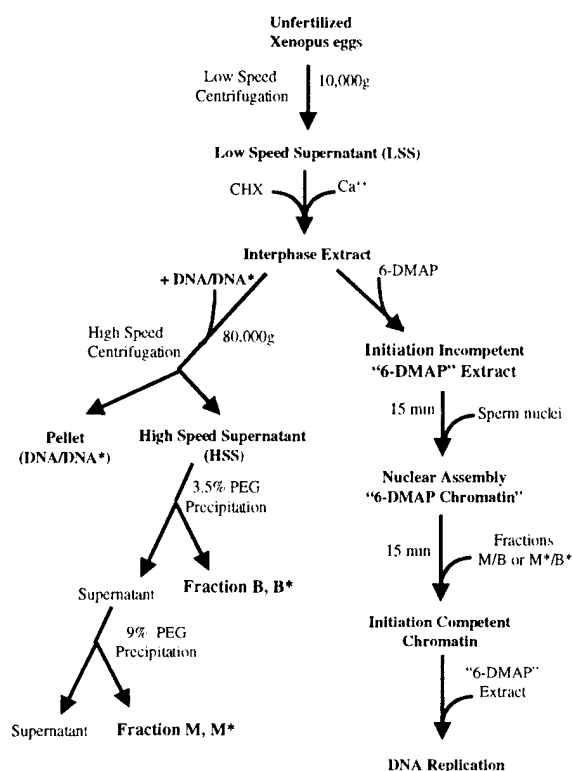 Unfertilized
Xenopus eggs
Low Speed
Centrifugation
10,000g
Low Speed Supernatant (LSS)
CHX
Ca++
Interphase Extract
+ DNA/DNA*
6-DMAP
High Speed
Centrifugation
80,000g
Initiation Incompetent
“6-DMAP” Extract
15 min
Sperm nuclei
Pellet
(DNA/DNA*)
High Speed Supernatant
(HSS)
3.5% PEG
Precipitation
Nuclear Assembly
“6-DMAP Chromatin”
15 min
Fractions
M/B or M*/B*
Supernatant
Fraction B, B*
Initiation Competent
Chromatin
9% PEG
Precipitation
“6-DMAP”
Extract
Supernatant
Fraction M, M*
DNA Replication